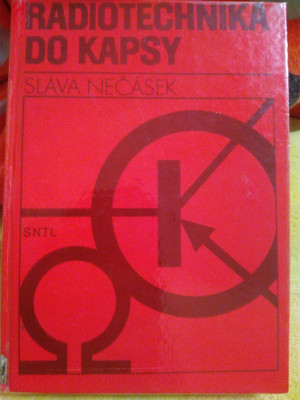 RADIOTECHNIKA
DO KAPSY
SLÁVA NEČÁSEK
SNTL